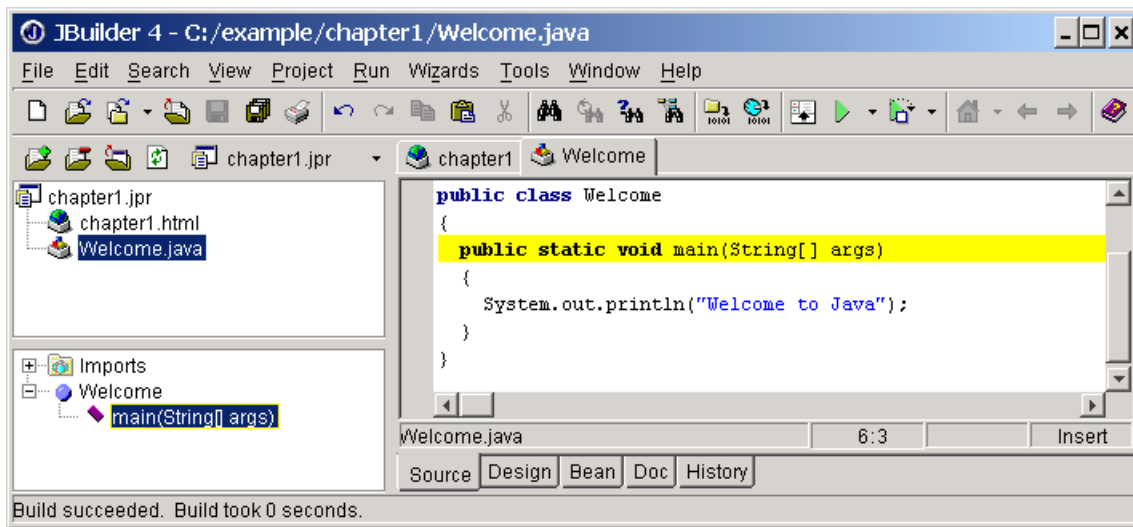 JBuilder 4 - C:/example/chapter1/Welcome.java
File Edit Search View Project Run Wizards Tools Window Help
chapter1.jpr
chapter1 Welcome
chapter1.jpr
chapter1.html
Welcome.java
Imports
Welcome
main(String[] args)
public class Welcome
{
public static void main(String[] args)
{
System.out.println("Welcome to Java");
}
}
Welcome.java 6:3 Insert
Source Design Bean Doc History
Build succeeded. Build took 0 seconds.